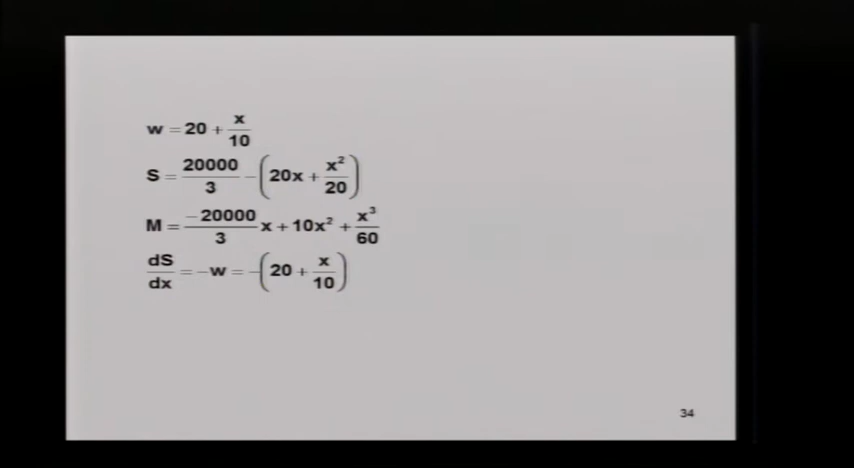 w = 20 + x/10
S = 20000/3 - (20x + x²/20)
M = -20000/3 x + 10x² + x³/60
dS/dx = -w = -(20 + x/10)
34